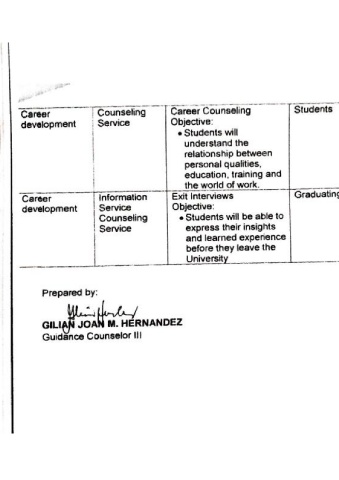 Career development
Counseling Service
Career Counseling
Objective:
• Students will
understand the
relationship between
personal qualities,
education, training and
the world of work.
Students
Career development
Information
Service
Counseling
Service
Exit Interviews
Objective:
• Students will be able to
express their insights
and learned experience
before they leave the
University
Graduating
Prepared by:
GILIAN JOAN M. HERNANDEZ
Guidance Counselor III